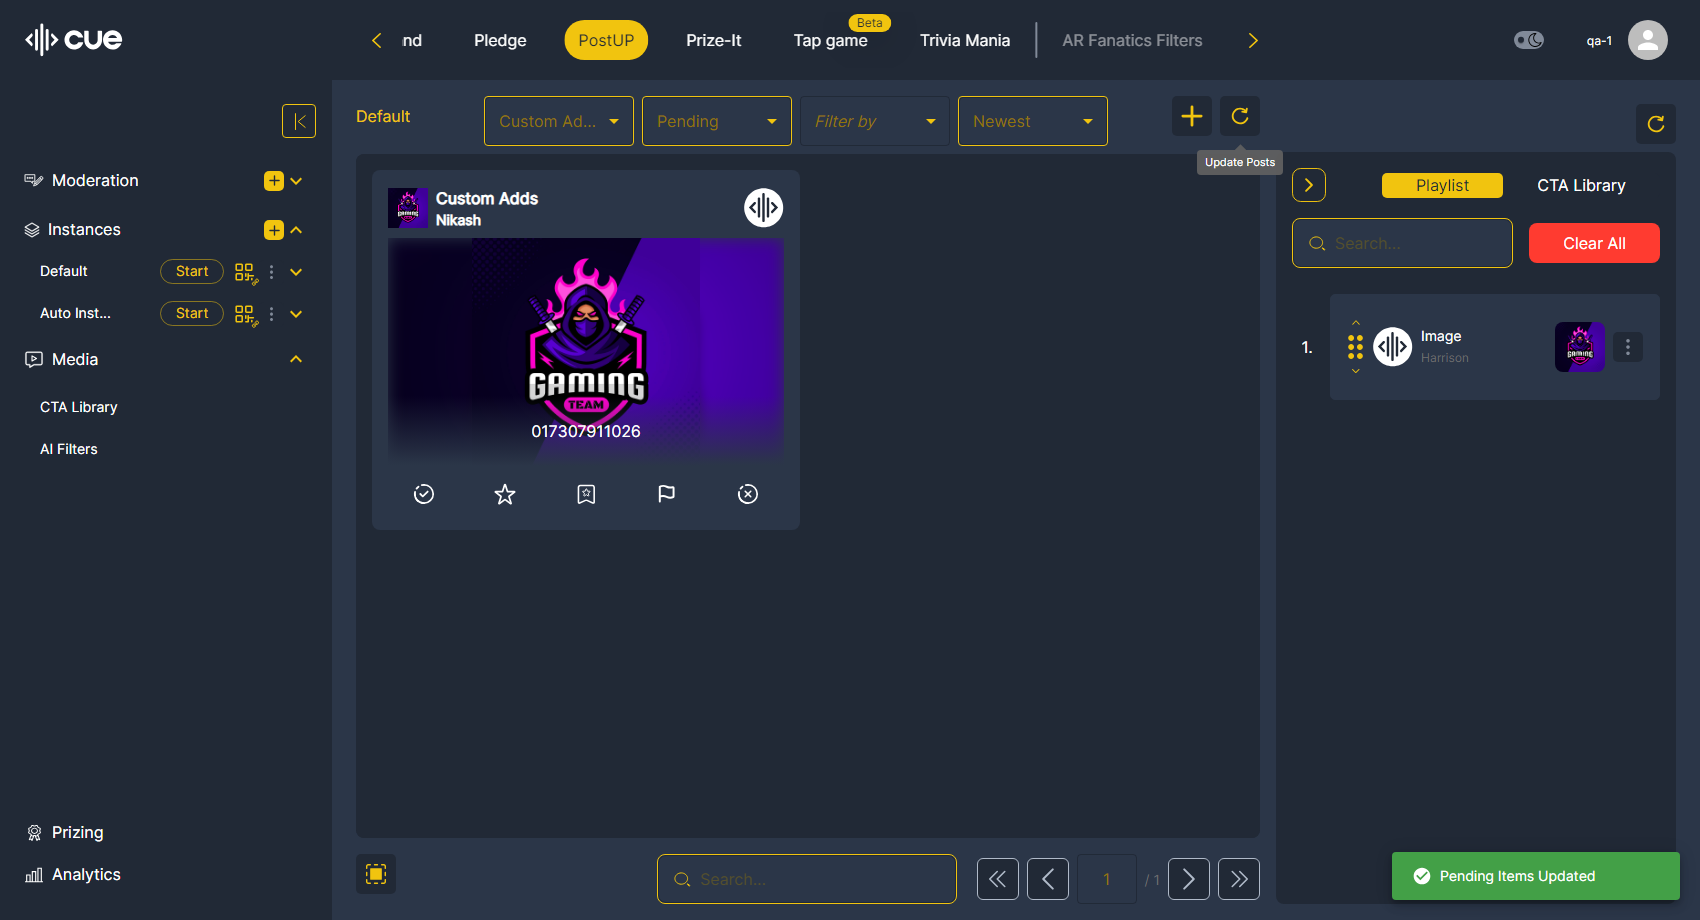 cue
nd
Pledge
PostUP
Prize-It
Tap game
Beta
Trivia Mania
AR Fanatics Filters
qa-1
Moderation
Instances
Default
Start
Auto Inst...
Start
Media
CTA Library
AI Filters
Prizing
Analytics
Default
Custom Ad...
Pending
Filter by
Newest
Update Posts
Custom Adds
Nikash
GAMING
TEAM
017307911026
Search...
1
/ 1
Playlist
CTA Library
Search...
Clear All
1.
Image
Harrison
GAMING
Pending Items Updated